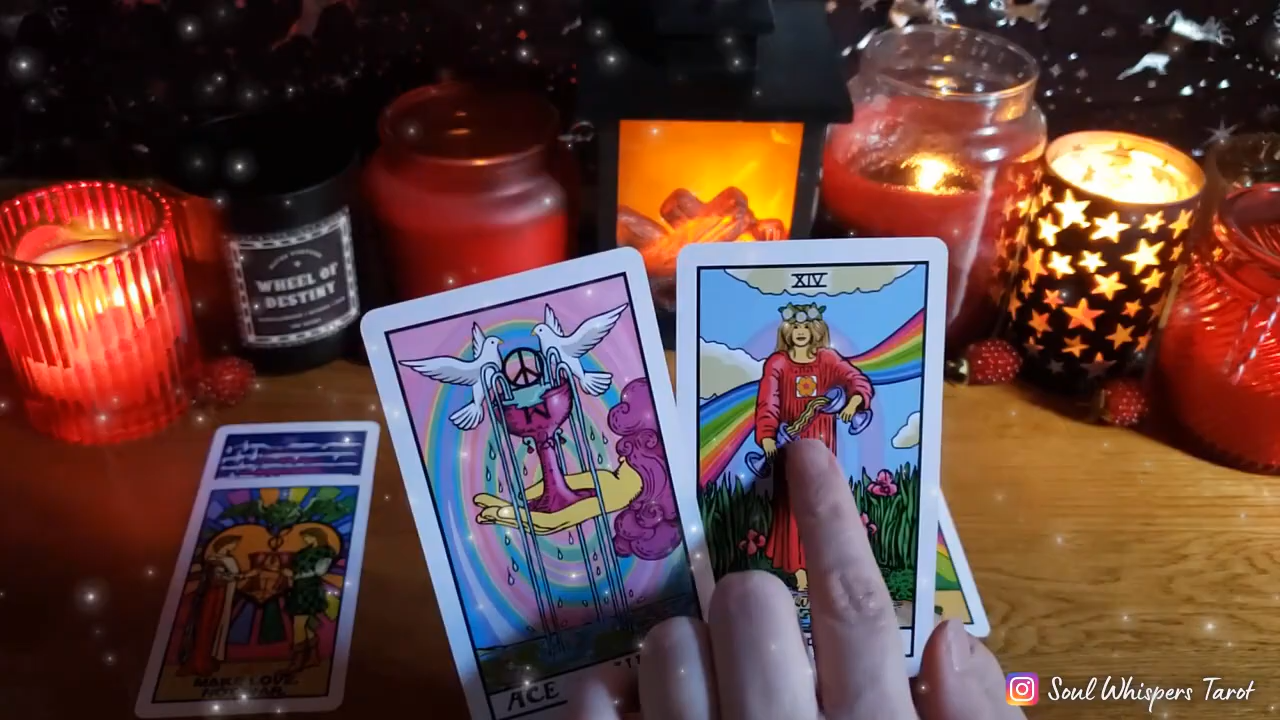 WHEEL OF
DESTINY
XIV
ACE
MAKE LOVE
NOT WAR
Soul Whispers Tarot